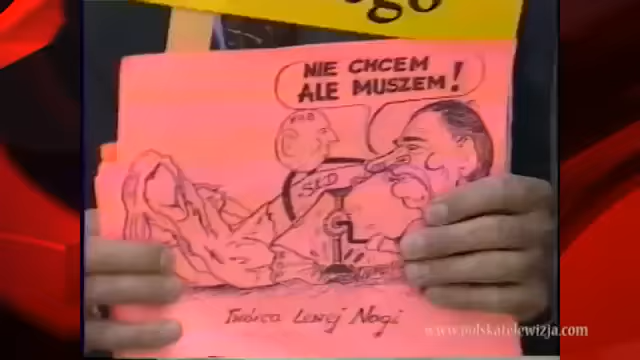 NIE CHCEM
ALE MUSZEM!
SLD
Twórca Lewej Nogi
www.polskatelewizja.com